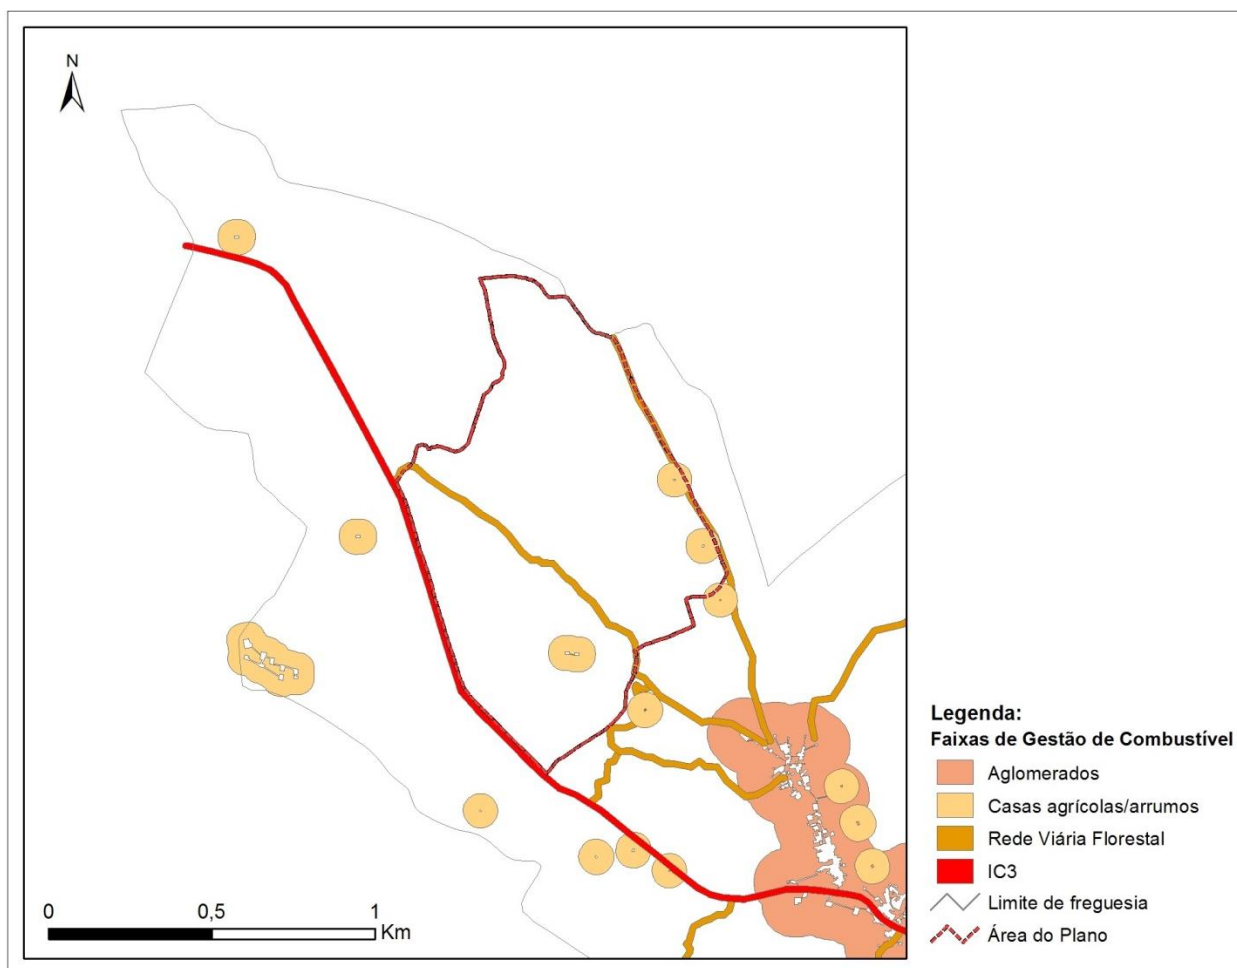 N
Legenda:
Faixas de Gestão de Combustível
Aglomerados
Casas agrícolas/arrumos
Rede Viária Florestal
IC3
Limite de freguesia
Área do Plano
0 0,5 1
Km